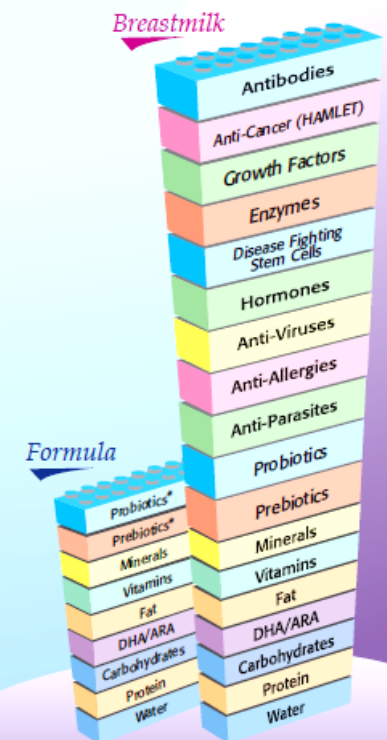 Breastmilk
Antibodies
Anti-Cancer (HAMLET)
Growth Factors
Enzymes
Disease Fighting
Stem Cells
Hormones
Anti-Viruses
Anti-Allergies
Anti-Parasites
Probiotics
Prebiotics
Minerals
Vitamins
Fat
DHA/ARA
Carbohydrates
Protein
Water
Formula
Probiotics*
Prebiotics*
Minerals
Vitamins
Fat
DHA/ARA
Carbohydrates
Protein
Water